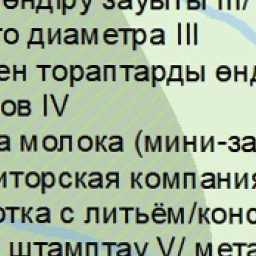 өндіру зауыты III/
го диаметра III
ен тораптарды өнд
ов IV
а молока (мини-за
иторская компания
отка с литьём/конс
штамптау V/ мета